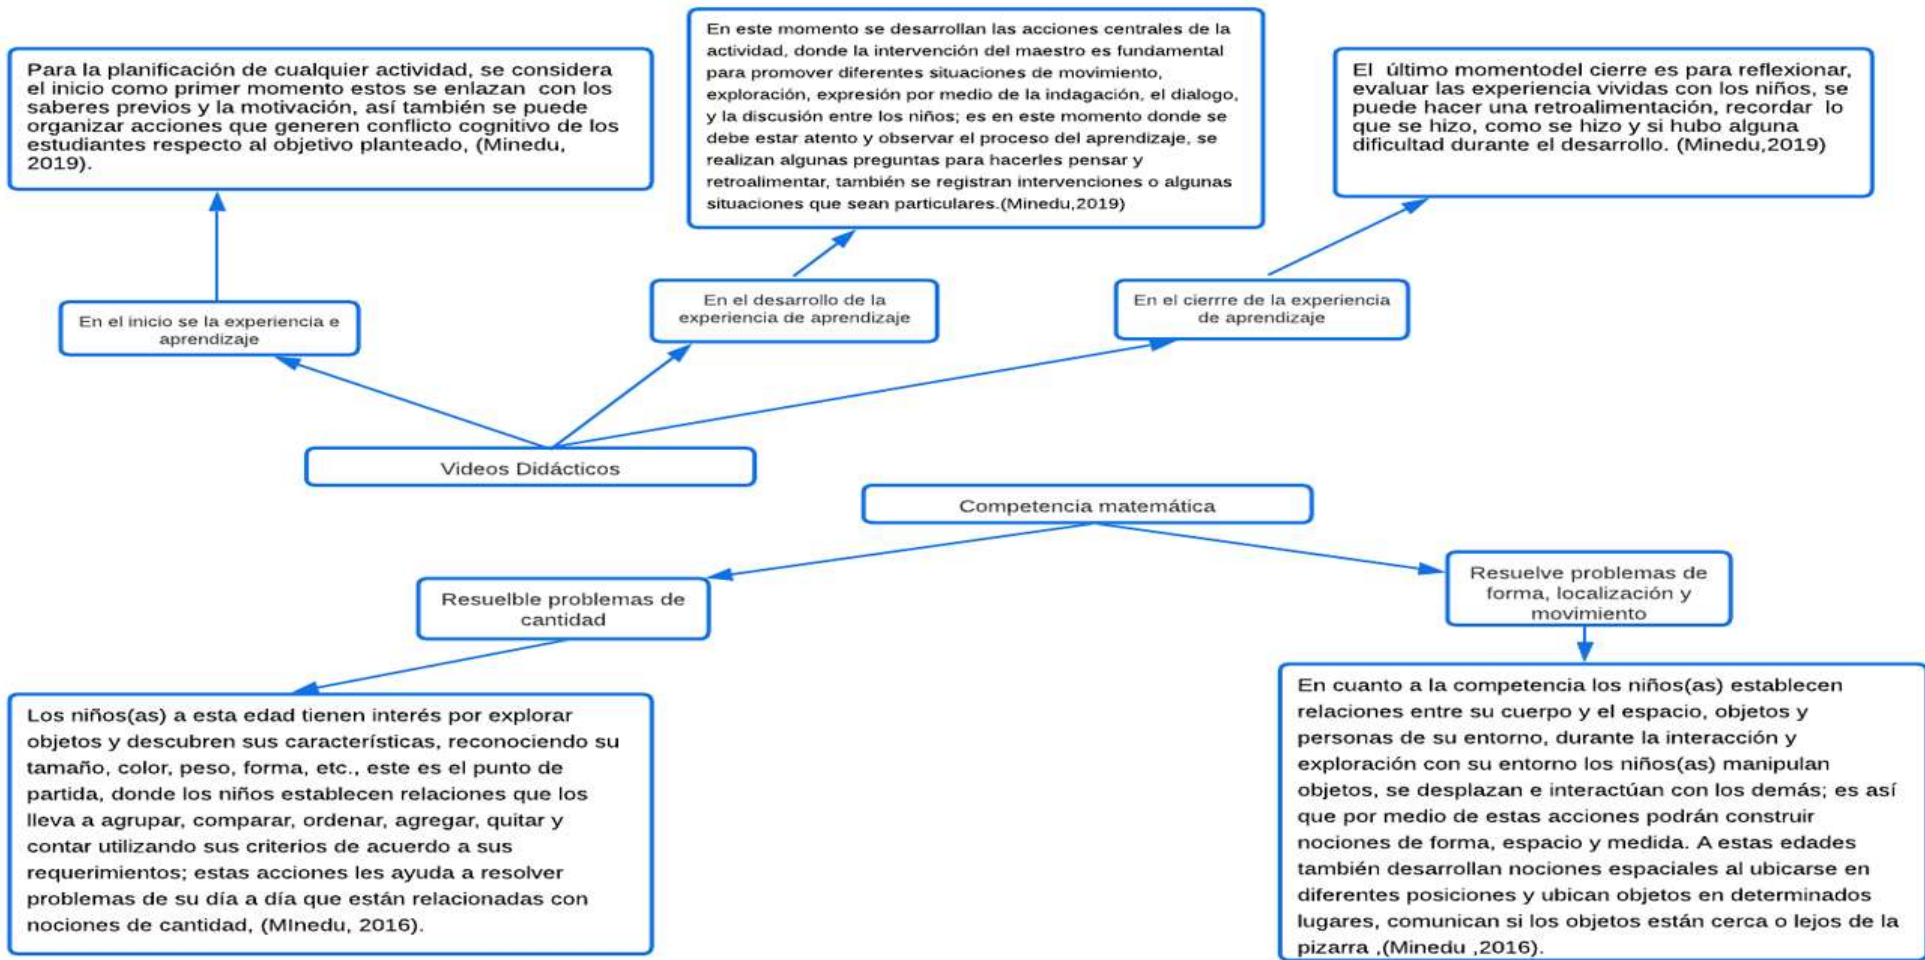 Para la planificación de cualquier actividad, se considera
el inicio como primer momento estos se enlazan con los
saberes previos y la motivación, así también se puede
organizar acciones que generen conflicto cognitivo de los
estudiantes respecto al objetivo planteado, (Minedu,
2019).
En este momento se desarrollan las acciones centrales de la
actividad, donde la intervención del maestro es fundamental
para promover diferentes situaciones de movimiento,
exploración, expresión por medio de la indagación, el dialogo,
y la discusión entre los niños; es en este momento donde se
debe estar atento y observar el proceso del aprendizaje, se
realizan algunas preguntas para hacerles pensar y
retroalimentar, también se registran intervenciones o algunas
situaciones que sean particulares.(Minedu,2019)
El último momentodel cierre es para reflexionar,
evaluar las experiencia vividas con los niños, se
puede hacer una retroalimentación, recordar lo
que se hizo, como se hizo y si hubo alguna
dificultad durante el desarrollo. (Minedu,2019)
En el inicio se la experiencia e
aprendizaje
En el desarrollo de la
experiencia de aprendizaje
En el cierrre de la experiencia
de aprendizaje
Videos Didácticos
Competencia matemática
Resuelble problemas de
cantidad
Resuelve problemas de
forma, localización y
movimiento
Los niños(as) a esta edad tienen interés por explorar
objetos y descubren sus características, reconociendo su
tamaño, color, peso, forma, etc., este es el punto de
partida, donde los niños establecen relaciones que los
lleva a agrupar, comparar, ordenar, agregar, quitar y
contar utilizando sus criterios de acuerdo a sus
requerimientos; estas acciones les ayuda a resolver
problemas de su día a día que están relacionadas con
nociones de cantidad, (MInedu, 2016).
En cuanto a la competencia los niños(as) establecen
relaciones entre su cuerpo y el espacio, objetos y
personas de su entorno, durante la interacción y
exploración con su entorno los niños(as) manipulan
objetos, se desplazan e interactúan con los demás; es así
que por medio de estas acciones podrán construir
nociones de forma, espacio y medida. A estas edades
también desarrollan nociones espaciales al ubicarse en
diferentes posiciones y ubican objetos en determinados
lugares, comunican si los objetos están cerca o lejos de la
pizarra ,(Minedu ,2016).